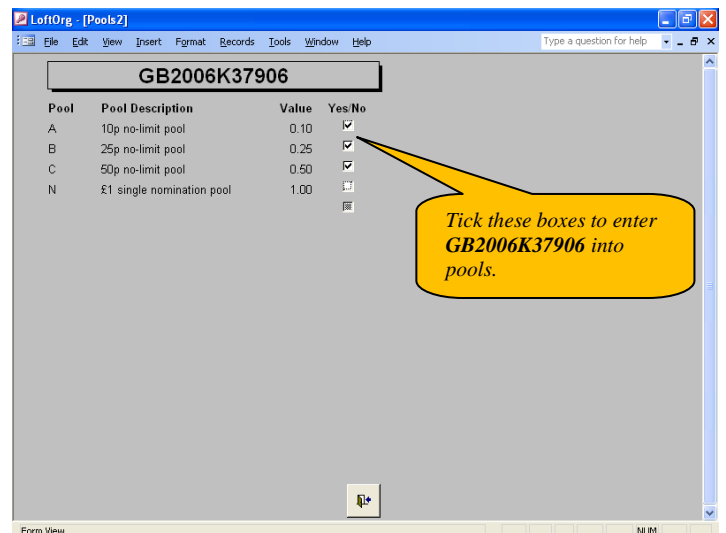 LoftOrg - [Pools2]
File Edit View Insert Format Records Tools Window Help Type a question for help
GB2006K37906
Pool Pool Description Value Yes/No
A 10p no-limit pool 0.10
B 25p no-limit pool 0.25
C 50p no-limit pool 0.50
N £1 single nomination pool 1.00
Tick these boxes to enter
GB2006K37906 into
pools.
Form View NUM